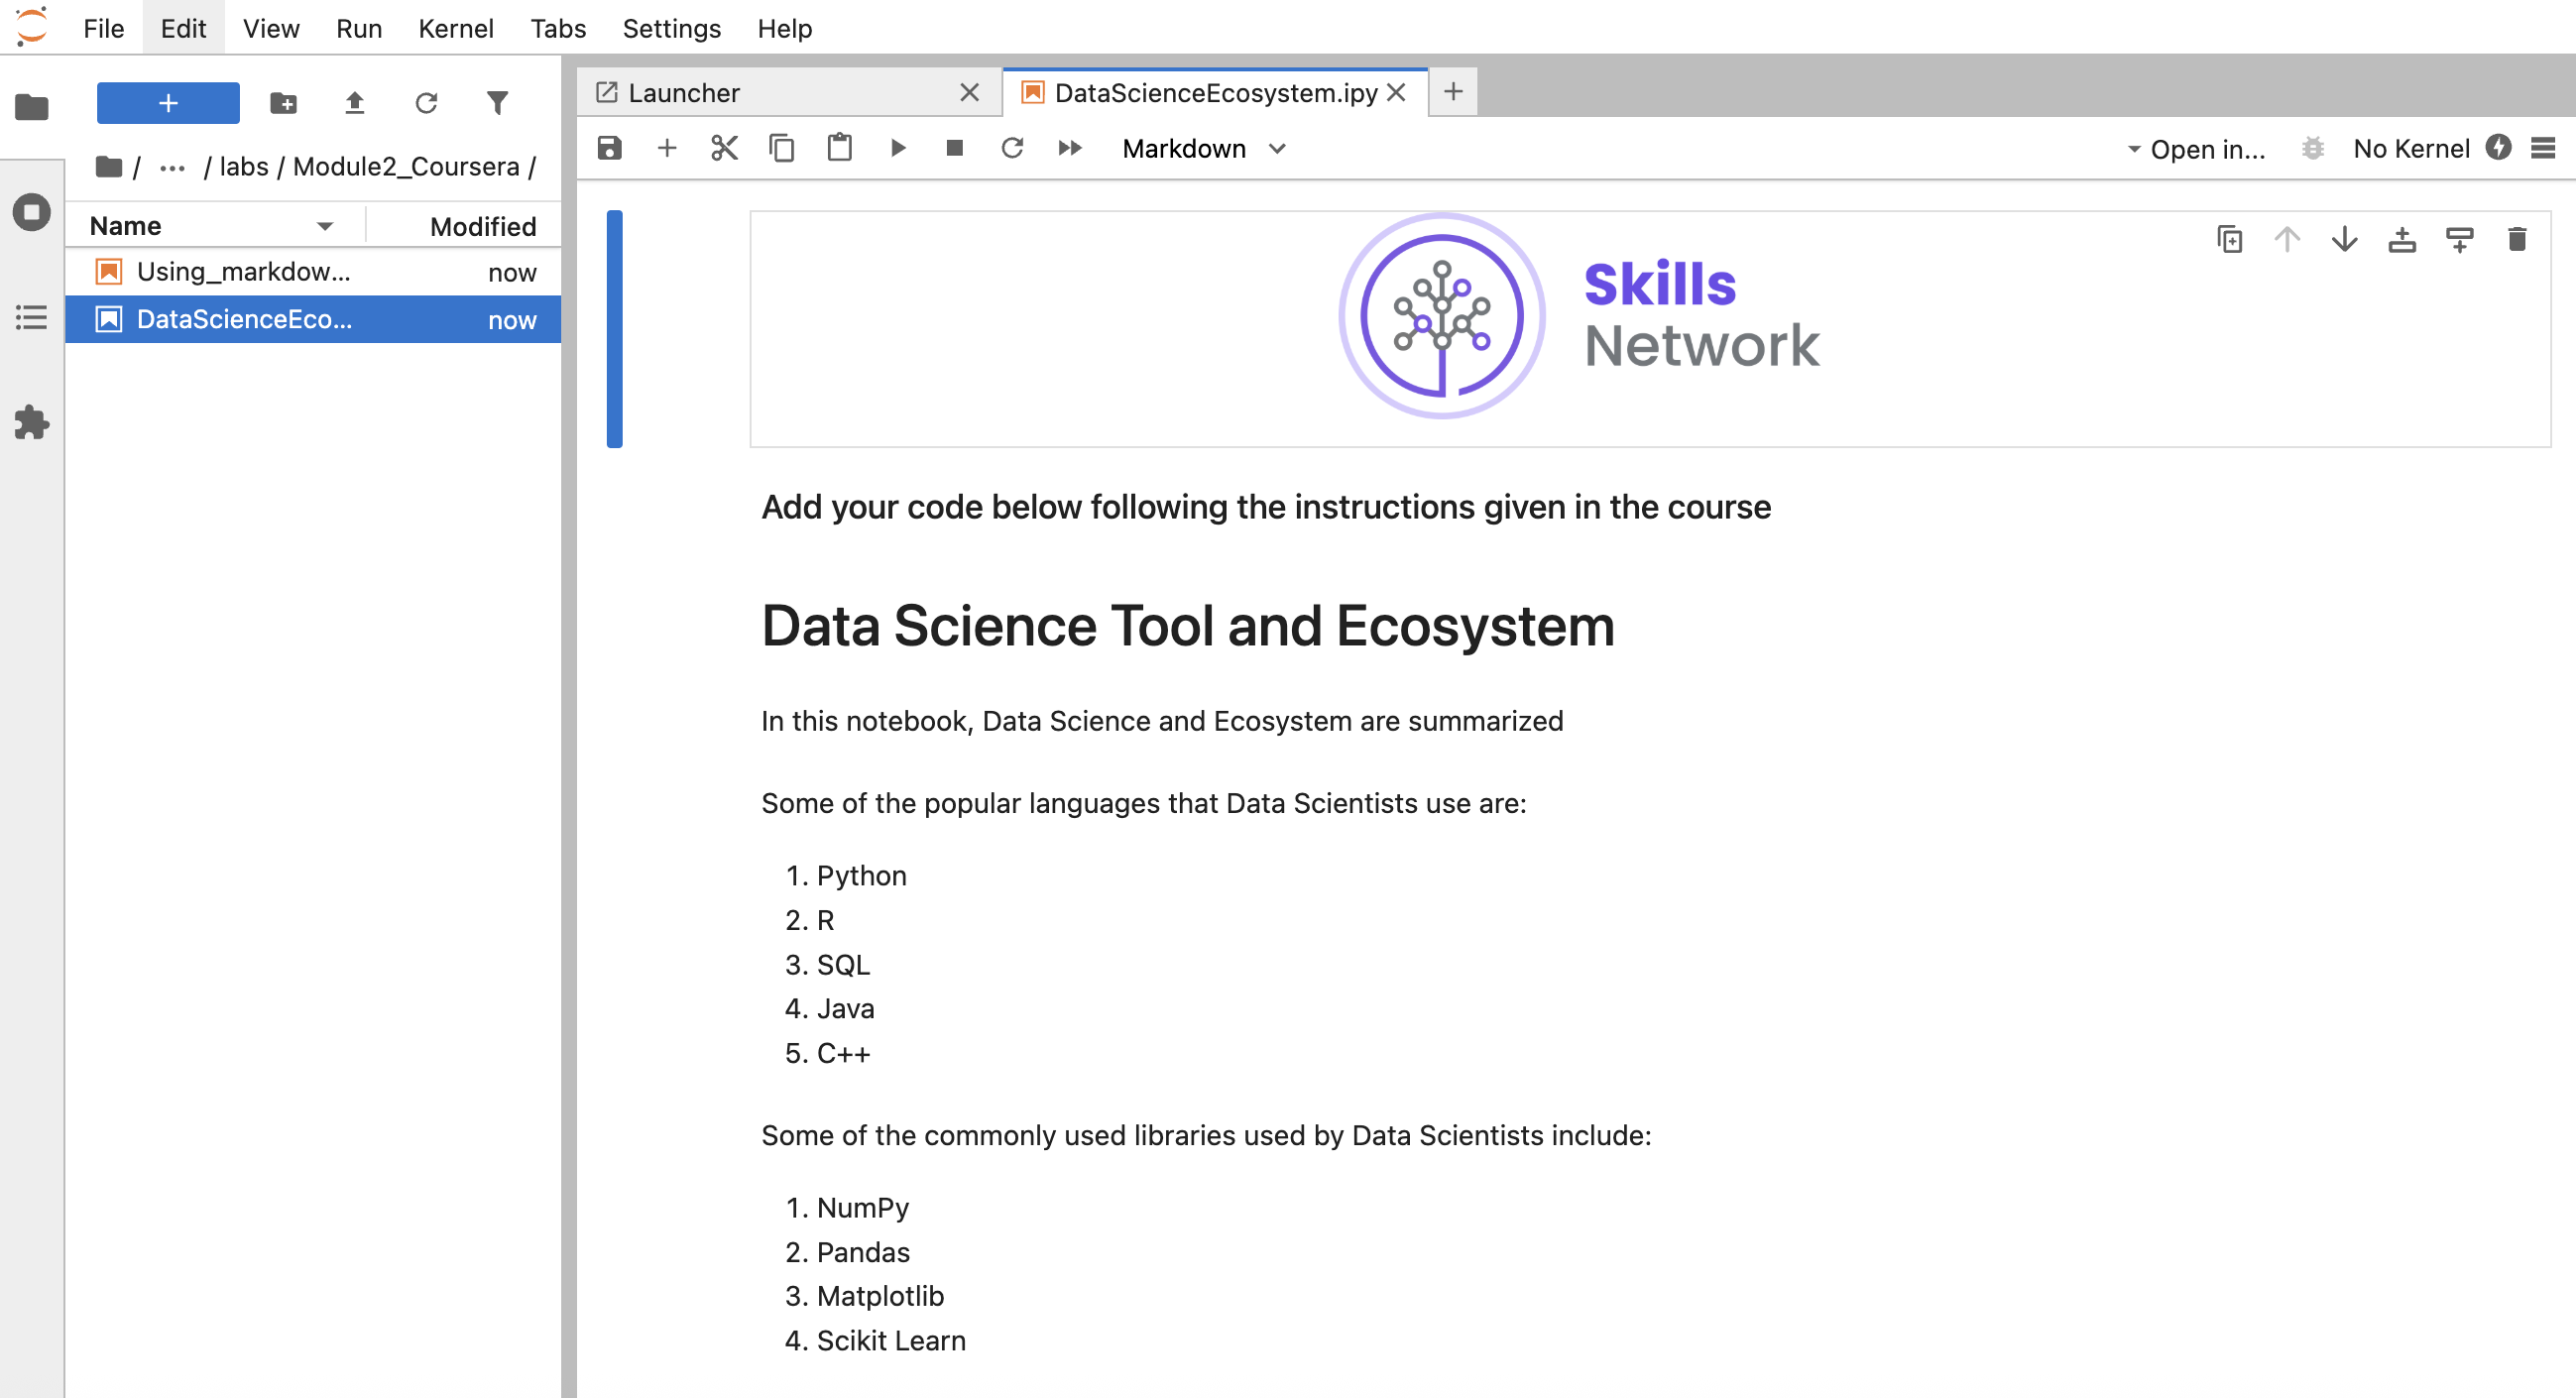 File Edit View Run Kernel Tabs Settings Help
Launcher
DataScienceEcosystem.ipy
Markdown
Open in...
No Kernel
/ ... / labs / Module2_Coursera /
Name Modified
Using_markdow... now
DataScienceEco... now
Skills
Network
Add your code below following the instructions given in the course
Data Science Tool and Ecosystem
In this notebook, Data Science and Ecosystem are summarized
Some of the popular languages that Data Scientists use are:
1. Python
2. R
3. SQL
4. Java
5. C++
Some of the commonly used libraries used by Data Scientists include:
1. NumPy
2. Pandas
3. Matplotlib
4. Scikit Learn